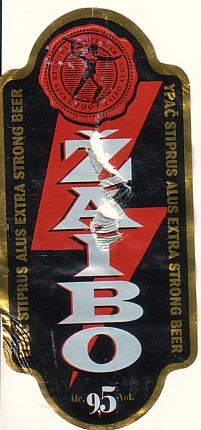 YPAČ STIPRUS ALUS EXTRA STRONG BEER
YPAČ STIPRUS ALUS EXTRA STRONG BEER
ŽAIBO
Alc. 9,5 Vol.